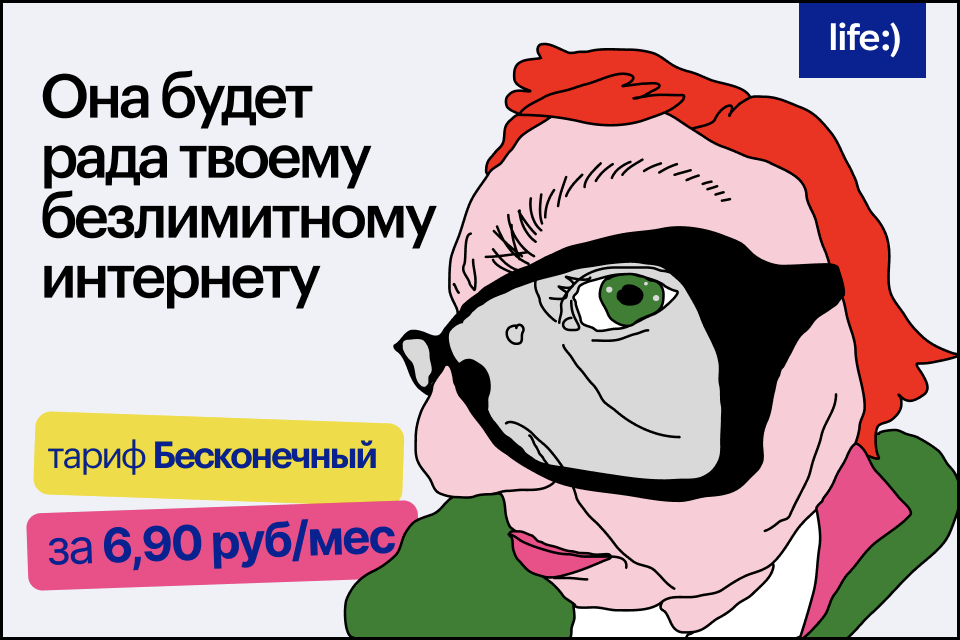 life:)
Она будет
рада твоему
безлимитному
интернету
тариф Бесконечный
за 6,90 руб/мес